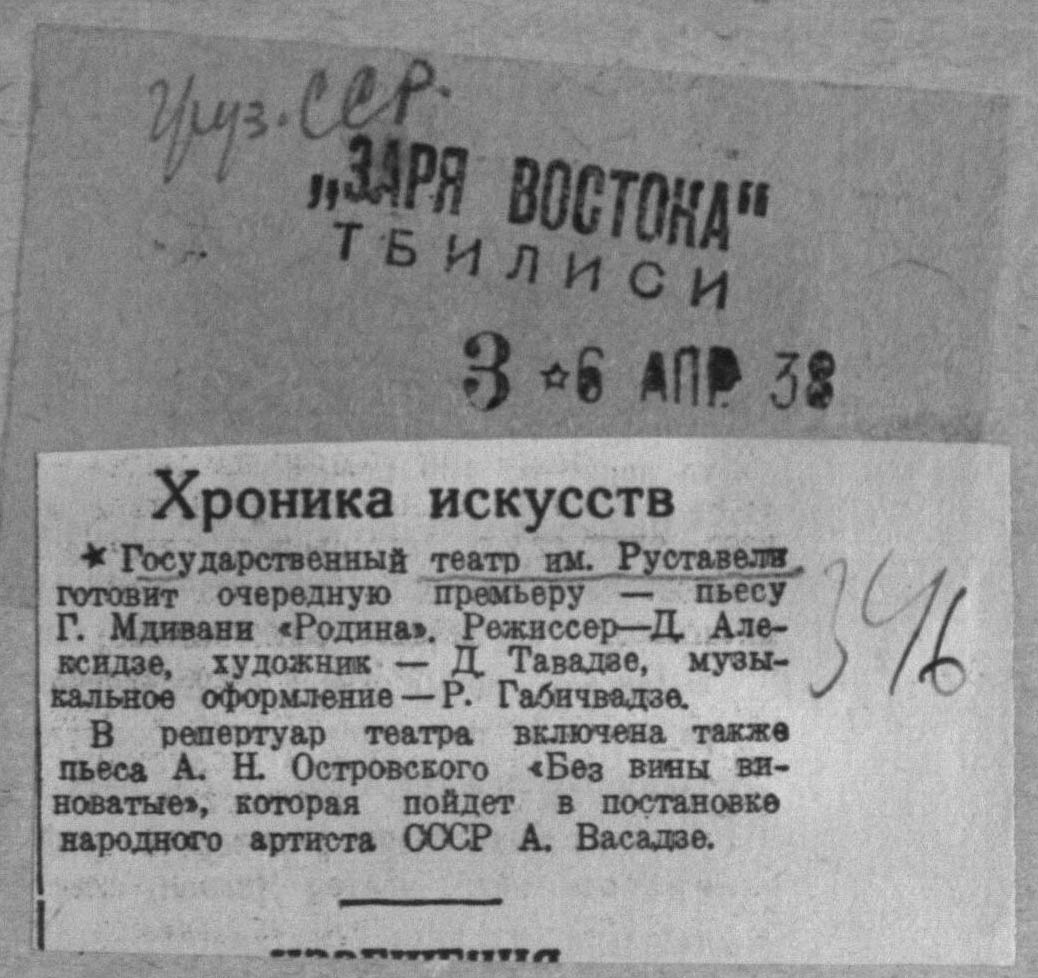 Груз. ССР.
„ЗАРЯ ВОСТОКА“
ТБИЛИСИ
3 ☆ 6 АПР 38
Хроника искусств
★ Государственный театр им. Руставели
готовит очередную премьеру — пьесу
Г. Мдивани «Родина». Режиссер—Д. Але-
ксидзе, художник — Д. Тавадзе, музы-
кальное оформление — Р. Габичвадзе.
В репертуар театра включена также
пьеса А. Н. Островского «Без вины ви-
новатые», которая пойдет в постановке
народного артиста СССР А. Васадзе.